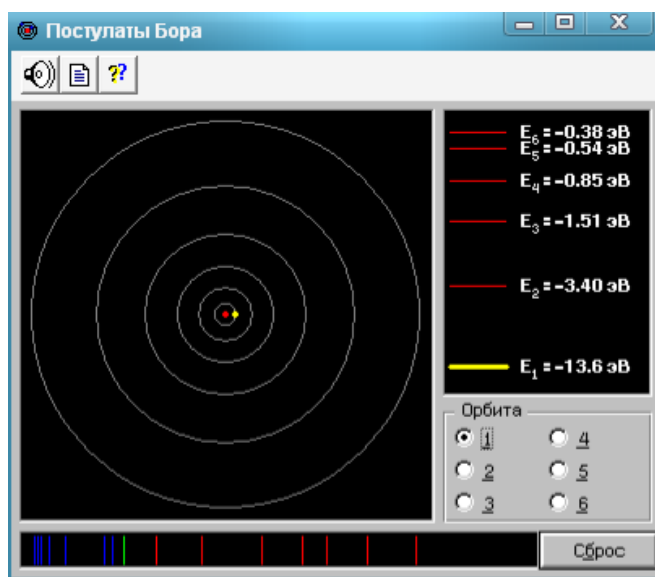 Постулаты Бора
??
E₆ = -0.38 эВ
E₅ = -0.54 эВ
E₄ = -0.85 эВ
E₃ = -1.51 эВ
E₂ = -3.40 эВ
E₁ = -13.6 эВ
Орбита
1 4
2 5
3 6
Сброс